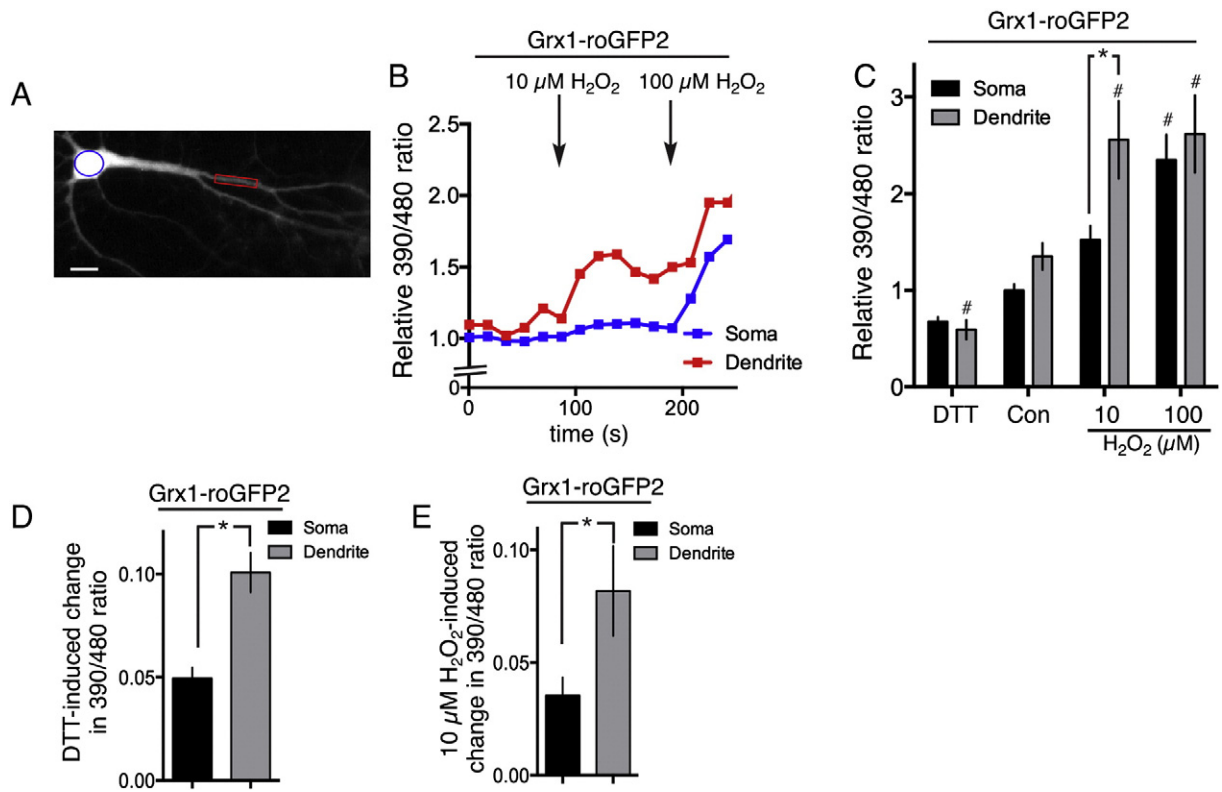 A
Grx1-roGFP2
B
10 µM H₂O₂
100 µM H₂O₂
Relative 390/480 ratio
2.5
2.0
1.5
1.0
0
Soma
Dendrite
0
100
200
time (s)
Grx1-roGFP2
C
Soma
Dendrite
*
#
#
#
#
Relative 390/480 ratio
3
2
1
0
DTT
Con
10
100
H₂O₂ (µM)
Grx1-roGFP2
D
*
Soma
Dendrite
DTT-induced change
in 390/480 ratio
0.10
0.05
0.00
Grx1-roGFP2
E
*
Soma
Dendrite
10 µM H₂O₂-induced
change in 390/480 ratio
0.10
0.05
0.00